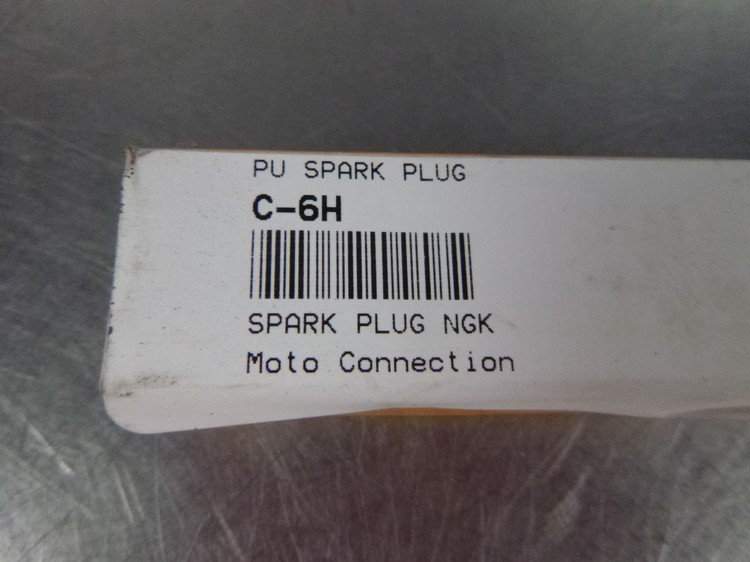 PU SPARK PLUG
C-6H
SPARK PLUG NGK
Moto Connection